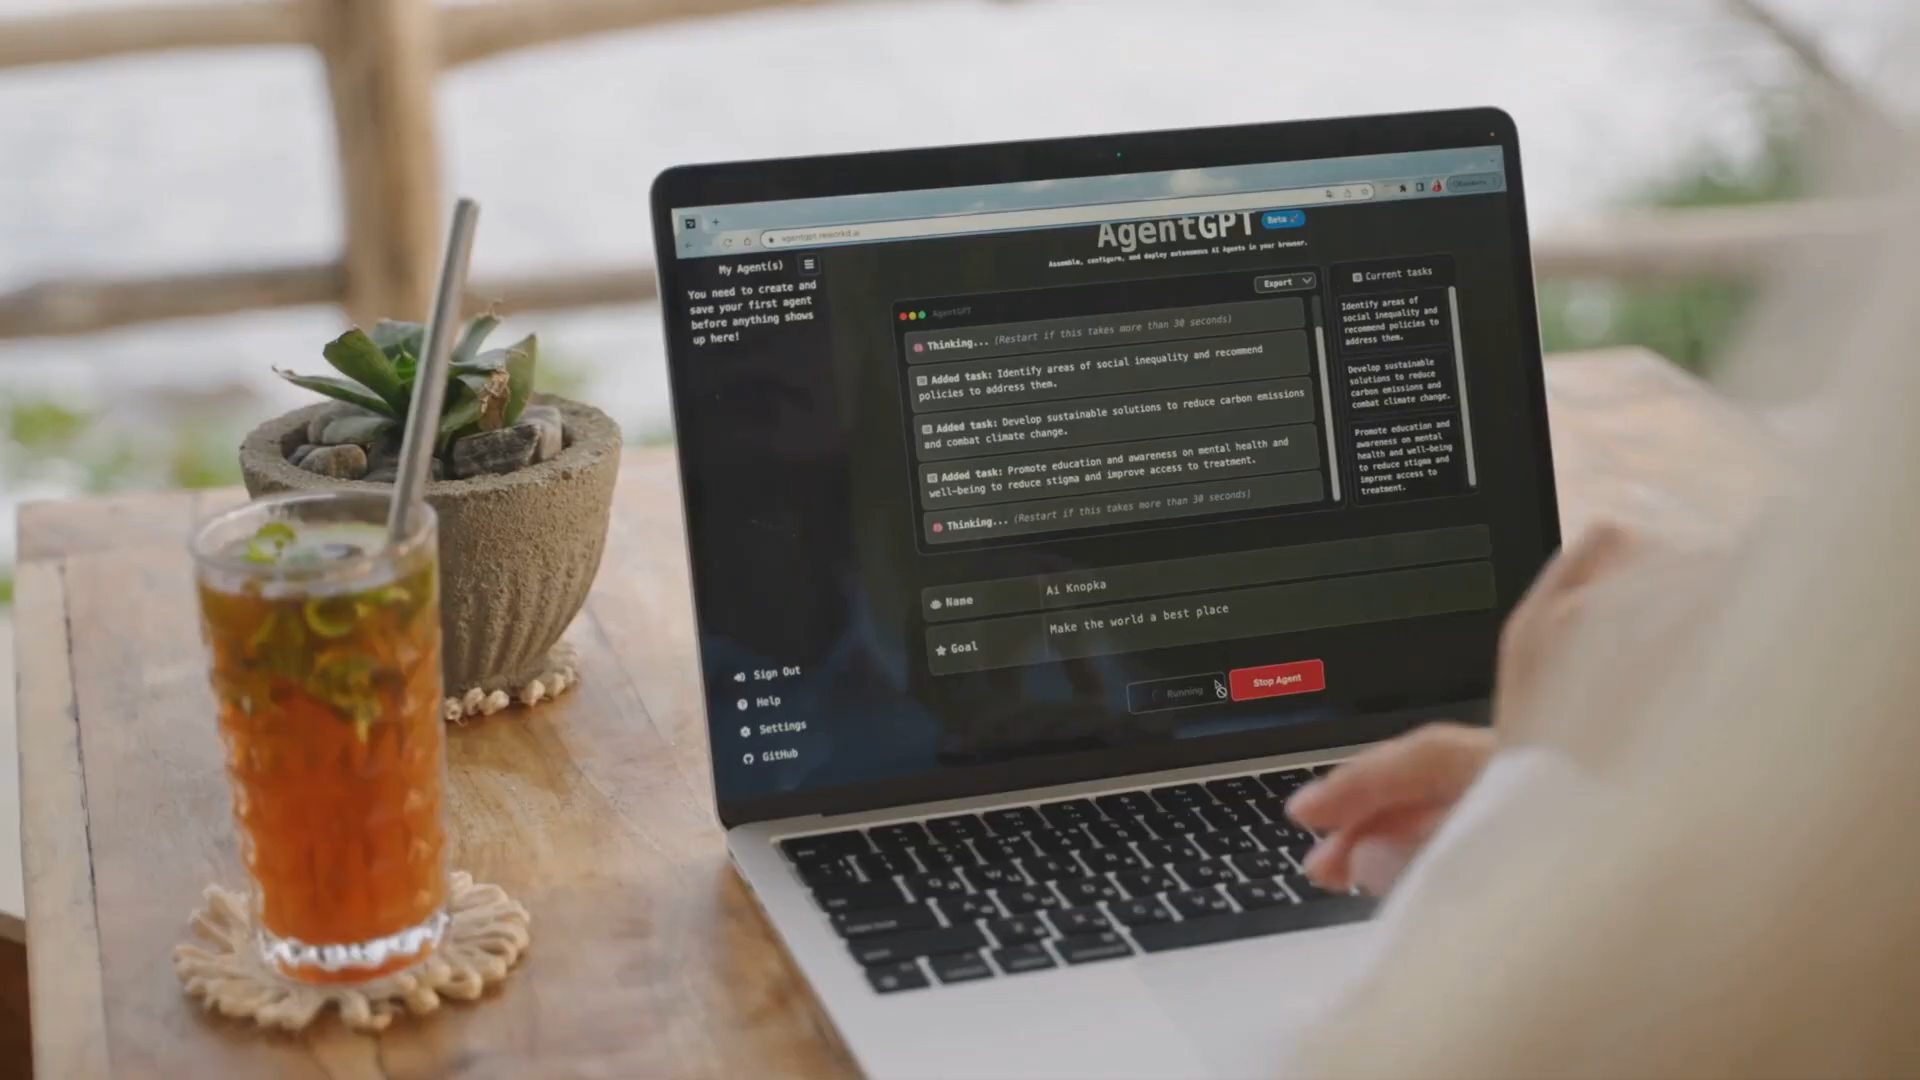 agentgpt.reworkd.ai
AgentGPT Beta
Assemble, configure, and deploy autonomous AI Agents in your browser.
My Agent(s)
You need to create and
save your first agent
before anything shows
up here!
Sign Out
Help
Settings
GitHub
Export
AgentGPT
Thinking... (Restart if this takes more than 30 seconds)
Added task: Identify areas of social inequality and recommend
policies to address them.
Added task: Develop sustainable solutions to reduce carbon emissions
and combat climate change.
Added task: Promote education and awareness on mental health and
well-being to reduce stigma and improve access to treatment.
Thinking... (Restart if this takes more than 30 seconds)
Current tasks
Identify areas of
social inequality and
recommend policies to
address them.
Develop sustainable
solutions to reduce
carbon emissions and
combat climate change.
Promote education and
awareness on mental
health and well-being
to reduce stigma and
improve access to
treatment.
Name Ai Knopka
Goal Make the world a best place
Running
Stop Agent